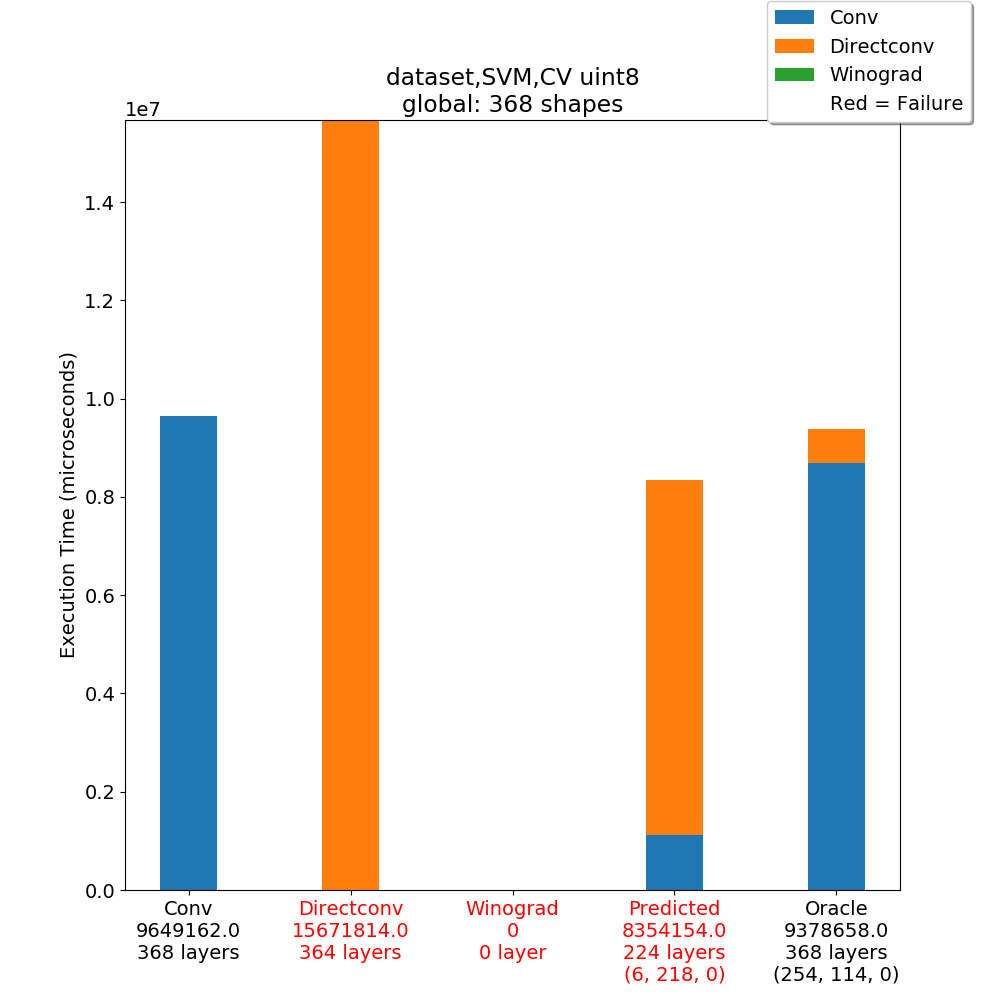 Conv
Directconv
Winograd
Red = Failure
dataset,SVM,CV uint8
global: 368 shapes
1e7
1.4
1.2
1.0
0.8
0.6
0.4
0.2
0.0
Execution Time (microseconds)
Conv
9649162.0
368 layers
Directconv
15671814.0
364 layers
Winograd
0
0 layer
Predicted
8354154.0
224 layers
(6, 218, 0)
Oracle
9378658.0
368 layers
(254, 114, 0)